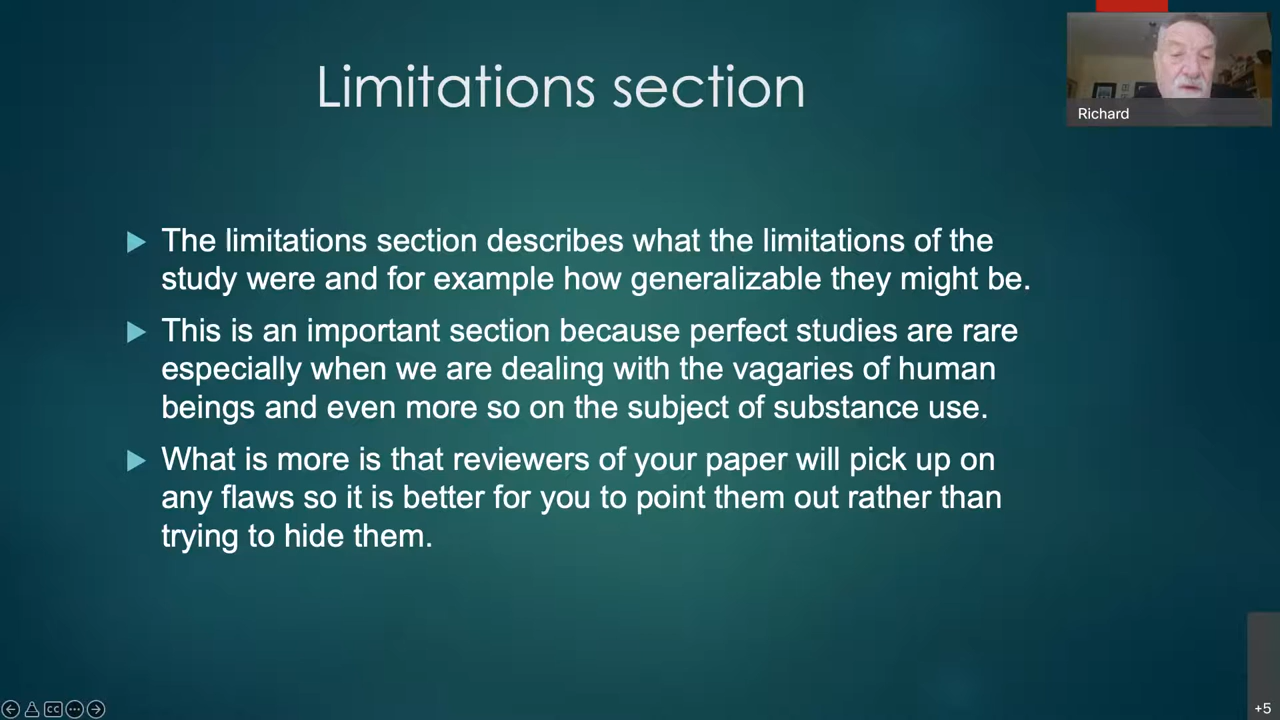 Limitations section
Richard
The limitations section describes what the limitations of the
study were and for example how generalizable they might be.
This is an important section because perfect studies are rare
especially when we are dealing with the vagaries of human
beings and even more so on the subject of substance use.
What is more is that reviewers of your paper will pick up on
any flaws so it is better for you to point them out rather than
trying to hide them.
CC
+5